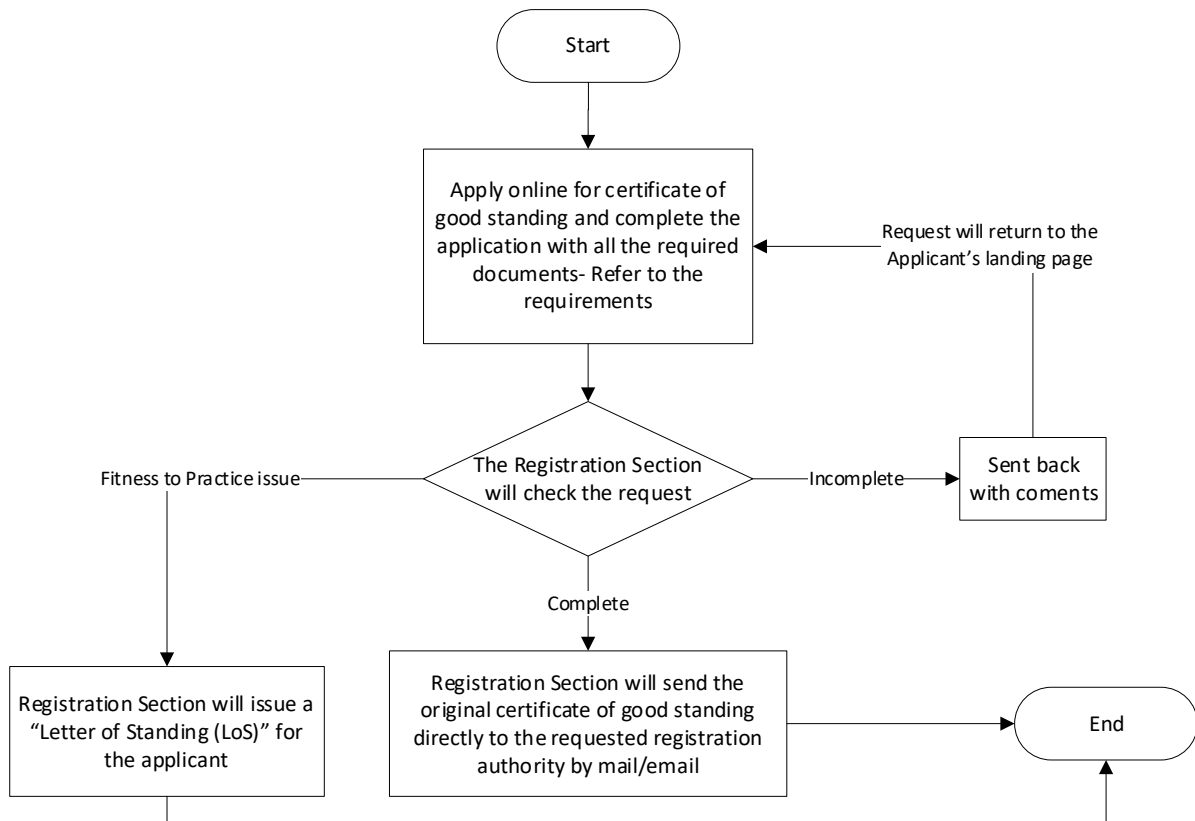 Start
Apply online for certificate of
good standing and complete the
application with all the required
documents- Refer to the
requirements
Request will return to the
Applicant’s landing page
The Registration Section
will check the request
Fitness to Practice issue
Incomplete
Sent back
with coments
Complete
Registration Section will issue a
“Letter of Standing (LoS)” for
the applicant
Registration Section will send the
original certificate of good standing
directly to the requested registration
authority by mail/email
End